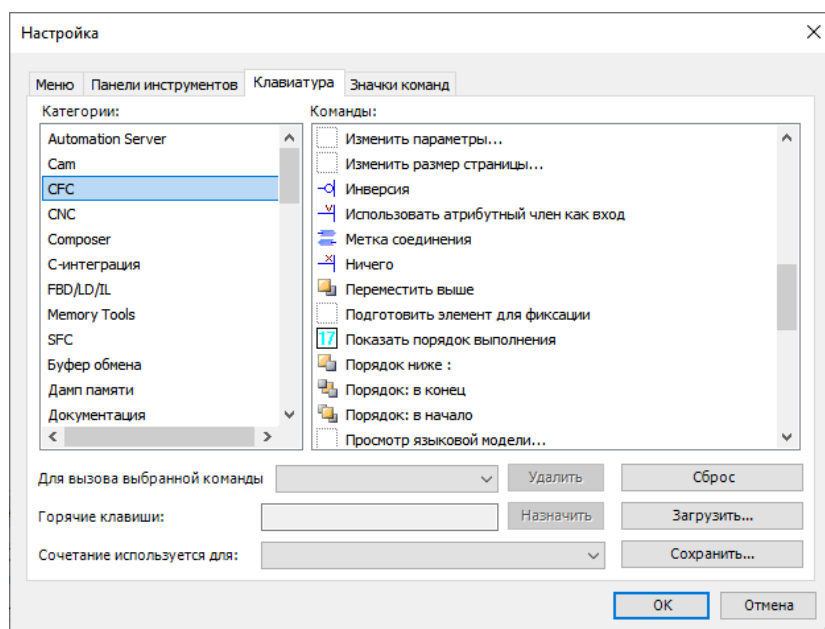 Настройка
Меню Панели инструментов Клавиатура Значки команд
Категории:
Automation Server
Cam
CFC
CNC
Composer
С-интеграция
FBD/LD/IL
Memory Tools
SFC
Буфер обмена
Дамп памяти
Документация
Команды:
Изменить параметры...
Изменить размер страницы...
Инверсия
Использовать атрибутный член как вход
Метка соединения
Ничего
Переместить выше
Подготовить элемент для фиксации
17 Показать порядок выполнения
Порядок ниже :
Порядок: в конец
Порядок: в начало
Просмотр языковой модели...
Для вызова выбранной команды Удалить Сброс
Горячие клавиши: Назначить Загрузить...
Сочетание используется для: Сохранить...
OK Отмена